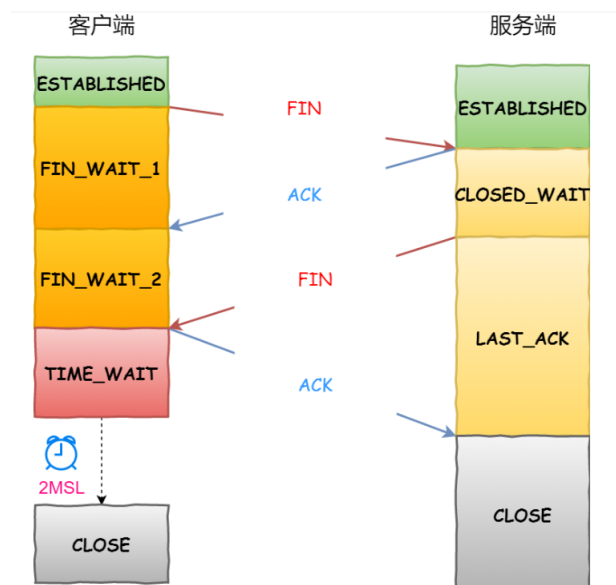 客户端
服务端
ESTABLISHED
FIN
ESTABLISHED
FIN_WAIT_1
ACK
CLOSED_WAIT
FIN_WAIT_2
FIN
LAST_ACK
TIME_WAIT
ACK
2MSL
CLOSE
CLOSE